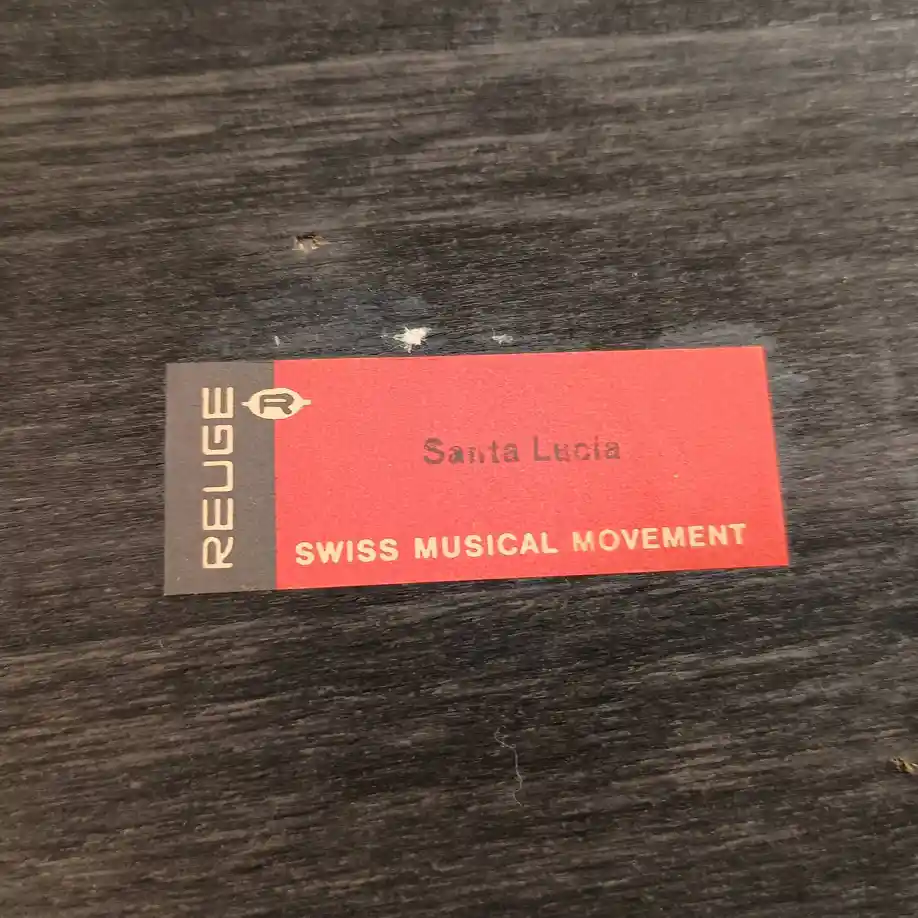 REUGE
R
Santa Lucia
SWISS MUSICAL MOVEMENT